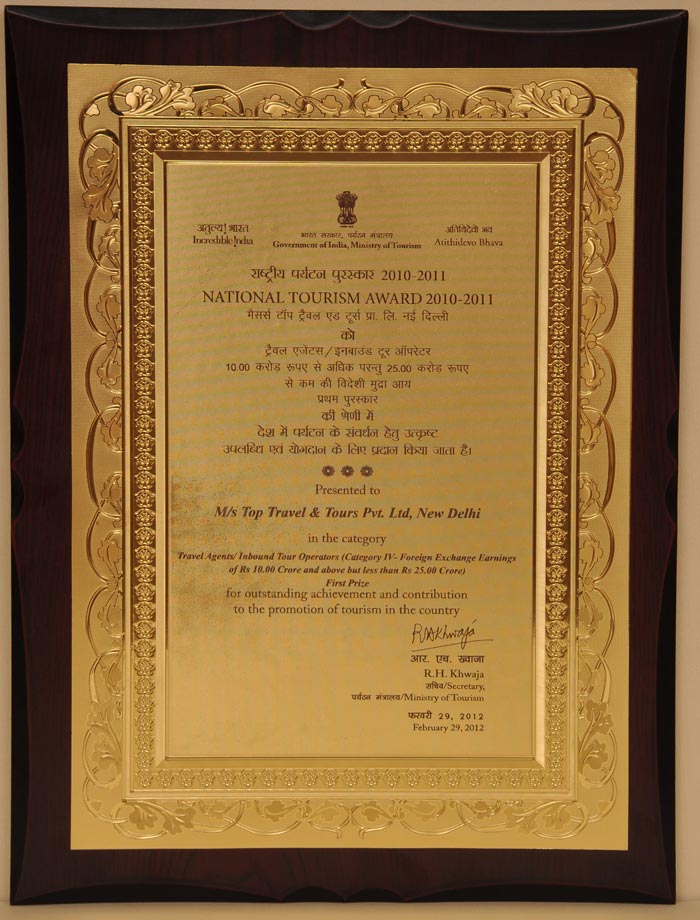 अतुल्य! भारत
Incredible!ndia
भारत सरकार, पर्यटन मंत्रालय
Government of India, Ministry of Tourism
अतिथिदेवो भव
Atithidevo Bhava
राष्ट्रीय पर्यटन पुरस्कार 2010-2011
NATIONAL TOURISM AWARD 2010-2011
मैसर्स टॉप ट्रैवल एंड टूर्स प्रा. लि. नई दिल्ली
को
ट्रैवल एजेंटस/इनबाउंड टूर ऑपरेटर
10.00 करोड़ रूपए से अधिक परन्तु 25.00 करोड़ रूपए
से कम की विदेशी मुद्रा आय
प्रथम पुरस्कार
की श्रेणी में
देश में पर्यटन के संवर्धन हेतु उत्कृष्ट
उपलब्धि एवं योगदान के लिए प्रदान किया जाता है।
Presented to
M/s Top Travel & Tours Pvt. Ltd, New Delhi
in the category
Travel Agents/ Inbound Tour Operators (Category IV- Foreign Exchange Earnings
of Rs 10.00 Crore and above but less than Rs 25.00 Crore)
First Prize
for outstanding achievement and contribution
to the promotion of tourism in the country
RHKhwaja
आर. एच. ख्वाजा
R.H. Khwaja
सचिव/Secretary,
पर्यटन मंत्रालय/Ministry of Tourism
फरवरी 29, 2012
February 29, 2012